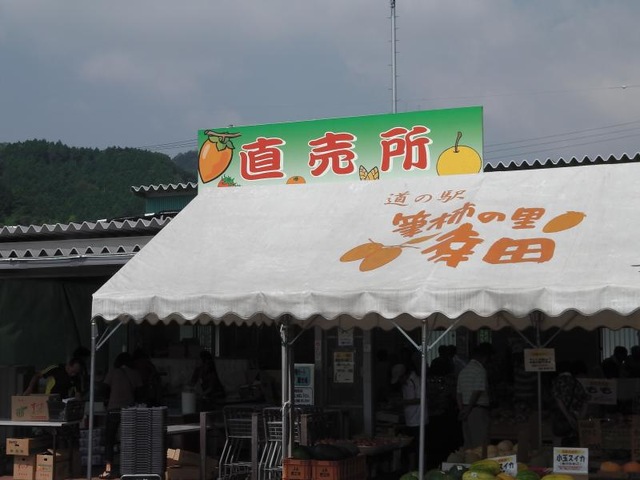 直売所
道の駅
筆柿の里
幸田
小玉スイカ